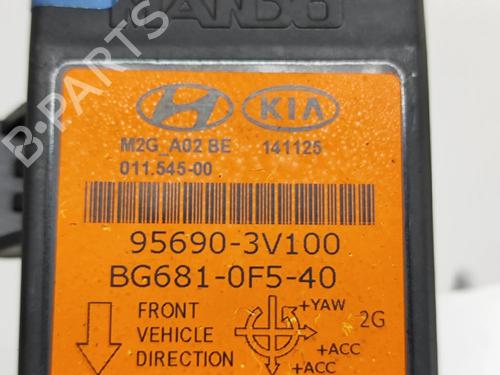 MANDO
HYUNDAI KIA
M2G_A02 BE 141125
011.545-00
95690-3V100
BG681-0F5-40
FRONT
VEHICLE
DIRECTION
+YAW
2G
+ACC
+ACC
B-PARTS